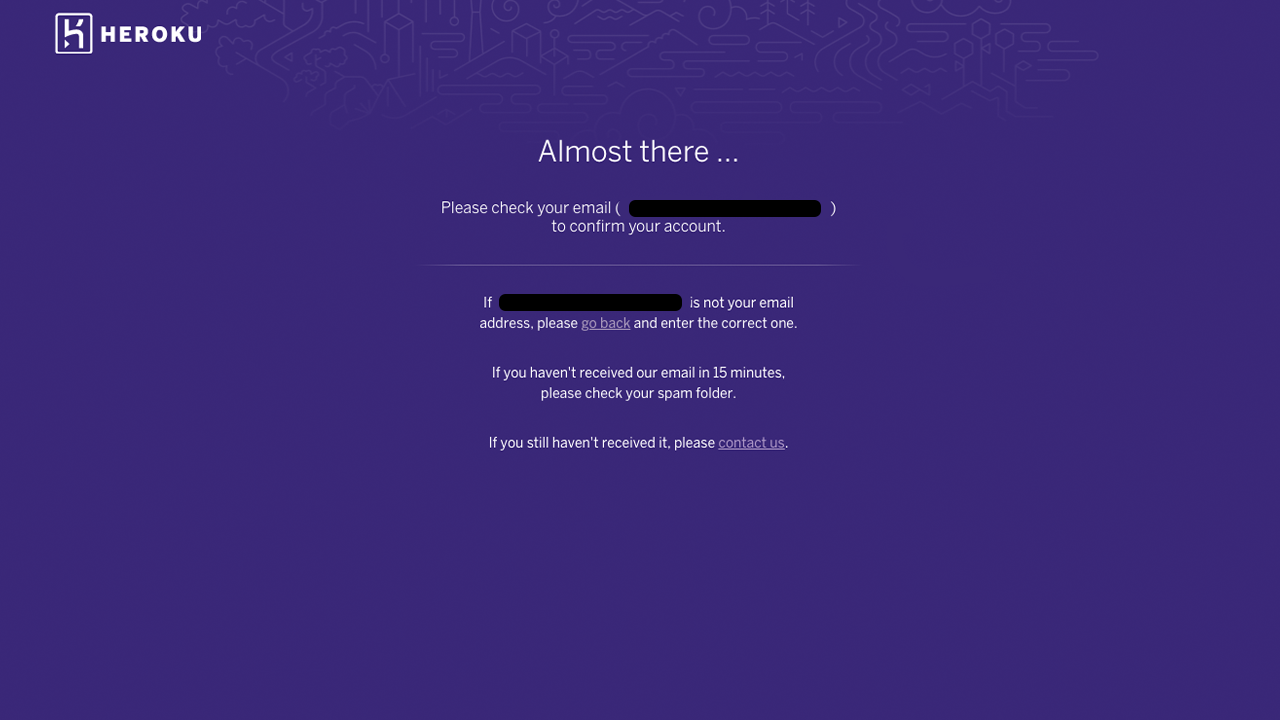 HEROKU
Almost there ...
Please check your email ( )
to confirm your account.
If is not your email
address, please go back and enter the correct one.
If you haven't received our email in 15 minutes,
please check your spam folder.
If you still haven't received it, please contact us.